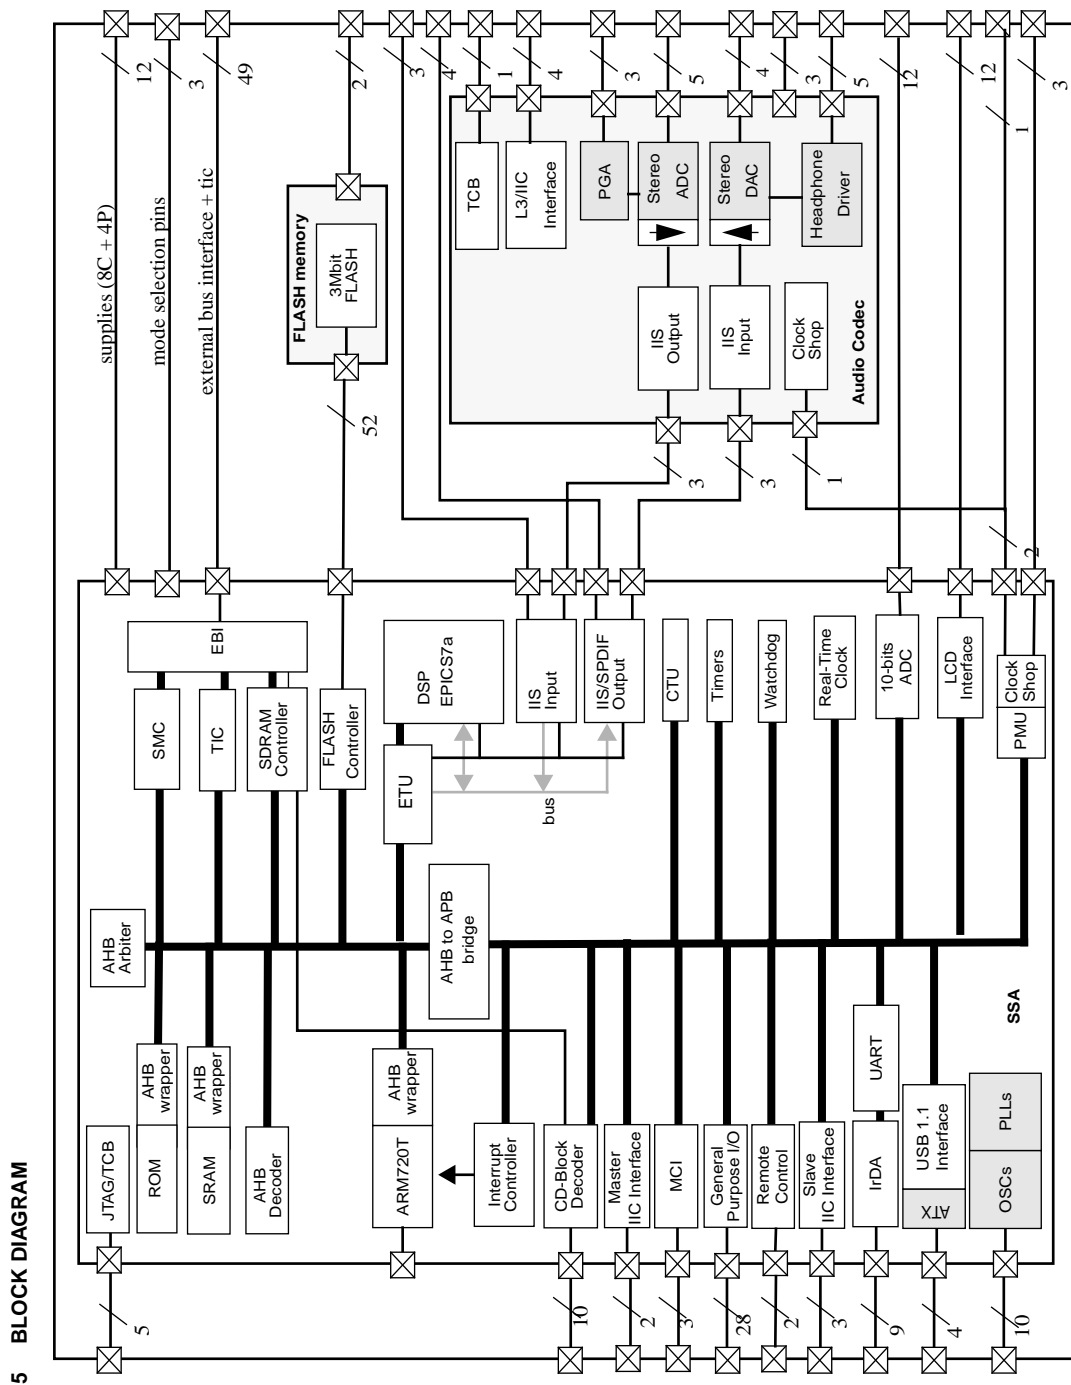 5 BLOCK DIAGRAM
JTAG/TCB
5
ROM
AHB
wrapper
SRAM
AHB
wrapper
AHB
Decoder
AHB
Arbiter
ARM720T
AHB
wrapper
Interrupt
Controller
CD-Block
Decoder
10
Master
IIC Interface
2
MCI
3
General
Purpose I/O
28
Remote
Control
2
Slave
IIC Interface
3
IrDA
UART
9
ATX
USB 1.1
Interface
4
OSCs
PLLs
10
SSA
AHB to APB
bridge
SMC
TIC
SDRAM
Controller
EBI
FLASH
Controller
ETU
DSP
EPICS7a
bus
IIS
Input
IIS/SPDIF
Output
CTU
Timers
Watchdog
Real-Time
Clock
10-bits
ADC
LCD
Interface
PMU
Clock
Shop
supplies (8C + 4P)
12
mode selection pins
3
external bus interface + tic
49
52
FLASH memory
3Mbit
FLASH
2
3
4
3
3
1
2
Audio Codec
IIS
Output
IIS
Input
Clock
Shop
TCB
L3/IIC
Interface
PGA
Stereo
ADC
Stereo
DAC
Headphone
Driver
1
4
3
5
4
3
5
12
12
1
3